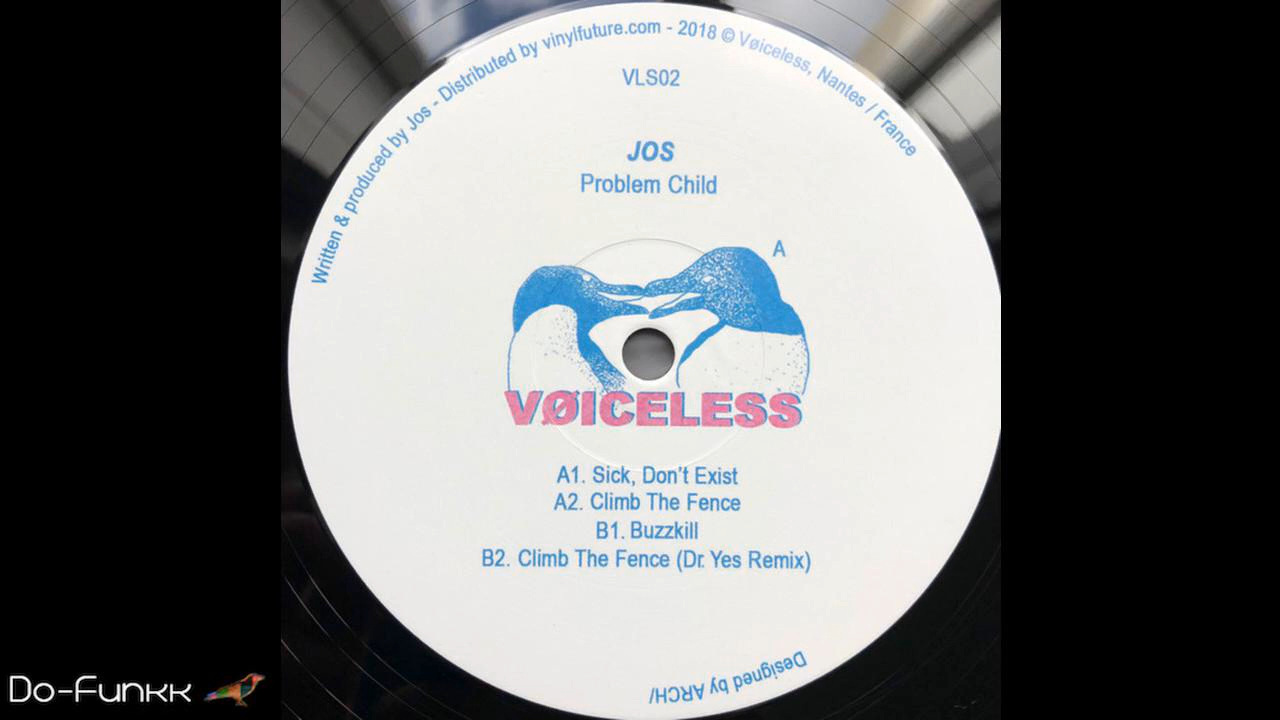 Written & produced by Jos - Distributed by vinylfuture.com - 2018 © Vøiceless, Nantes / France
VLS02
JOS
Problem Child
A
VØICELESS
A1. Sick, Don't Exist
A2. Climb The Fence
B1. Buzzkill
B2. Climb The Fence (Dr. Yes Remix)
Designed by ARCH/
Do-Funkk